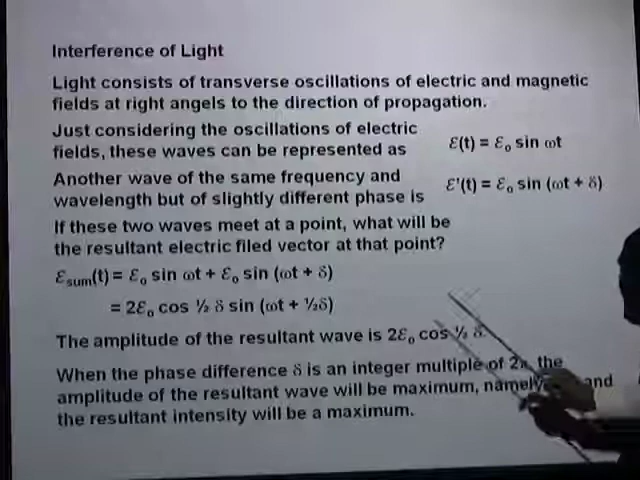 Interference of Light
Light consists of transverse oscillations of electric and magnetic
fields at right angels to the direction of propagation.
Just considering the oscillations of electric
fields, these waves can be represented as
ℰ(t) = ℰₒ sin ωt
Another wave of the same frequency and
wavelength but of slightly different phase is
ℰ'(t) = ℰₒ sin (ωt + δ)
If these two waves meet at a point, what will be
the resultant electric filed vector at that point?
ℰsum(t) = ℰₒ sin ωt + ℰₒ sin (ωt + δ)
= 2ℰₒ cos ½ δ sin (ωt + ½δ)
The amplitude of the resultant wave is 2ℰₒ cos ½ δ
When the phase difference δ is an integer multiple of 2π, the
amplitude of the resultant wave will be maximum, namely and
the resultant intensity will be a maximum.